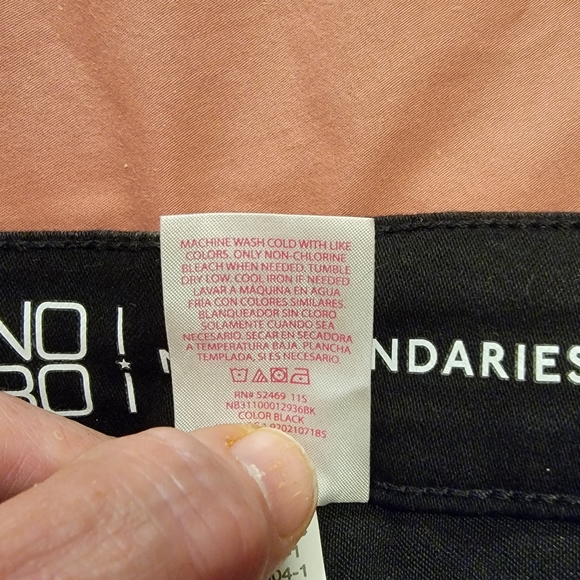 MACHINE WASH COLD WITH LIKE
COLORS. ONLY NON-CHLORINE
BLEACH WHEN NEEDED. TUMBLE
DRY LOW. COOL IRON IF NEEDED
LAVAR A MÁQUINA EN AGUA
FRÍA CON COLORES SIMILARES.
BLANQUEADOR SIN CLORO
SOLAMENTE CUANDO SEA
NECESARIO. SECAR EN SECADORA
A TEMPERATURA BAJA. PLANCHA
TEMPLADA, SI ES NECESARIO.
RN# 52469 11S
NB31100012936BK
COLOR BLACK
NO
BO
NDARIES
04-1